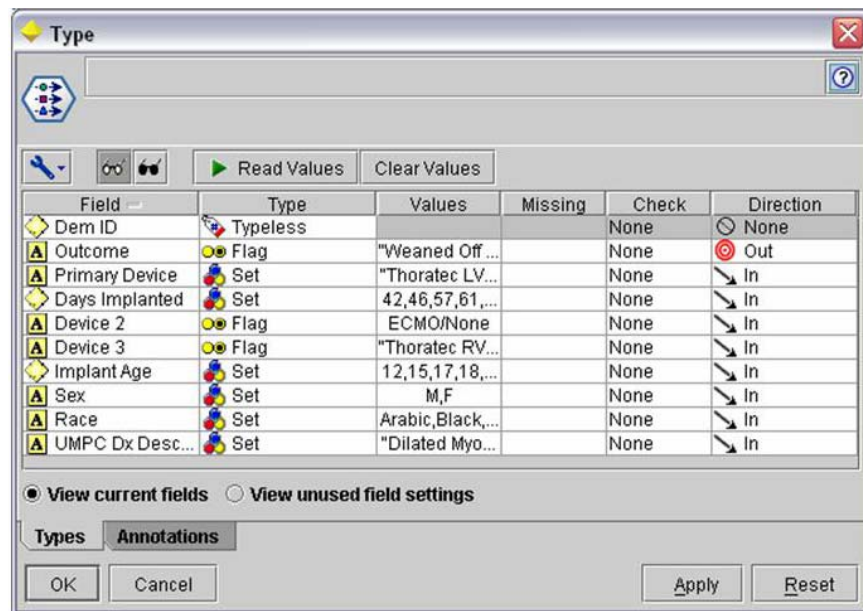 Type
Read Values Clear Values
Field Type Values Missing Check Direction
Dem ID Typeless None None
A Outcome Flag "Weaned Off ... None Out
A Primary Device Set "Thoratec LV... None In
Days Implanted Set 42,46,57,61,... None In
A Device 2 Flag ECMO/None None In
A Device 3 Flag "Thoratec RV... None In
Implant Age Set 12,15,17,18,... None In
A Sex Set M,F None In
A Race Set Arabic,Black,... None In
A UMPC Dx Desc... Set "Dilated Myo... None In
View current fields View unused field settings
Types Annotations
OK Cancel Apply Reset